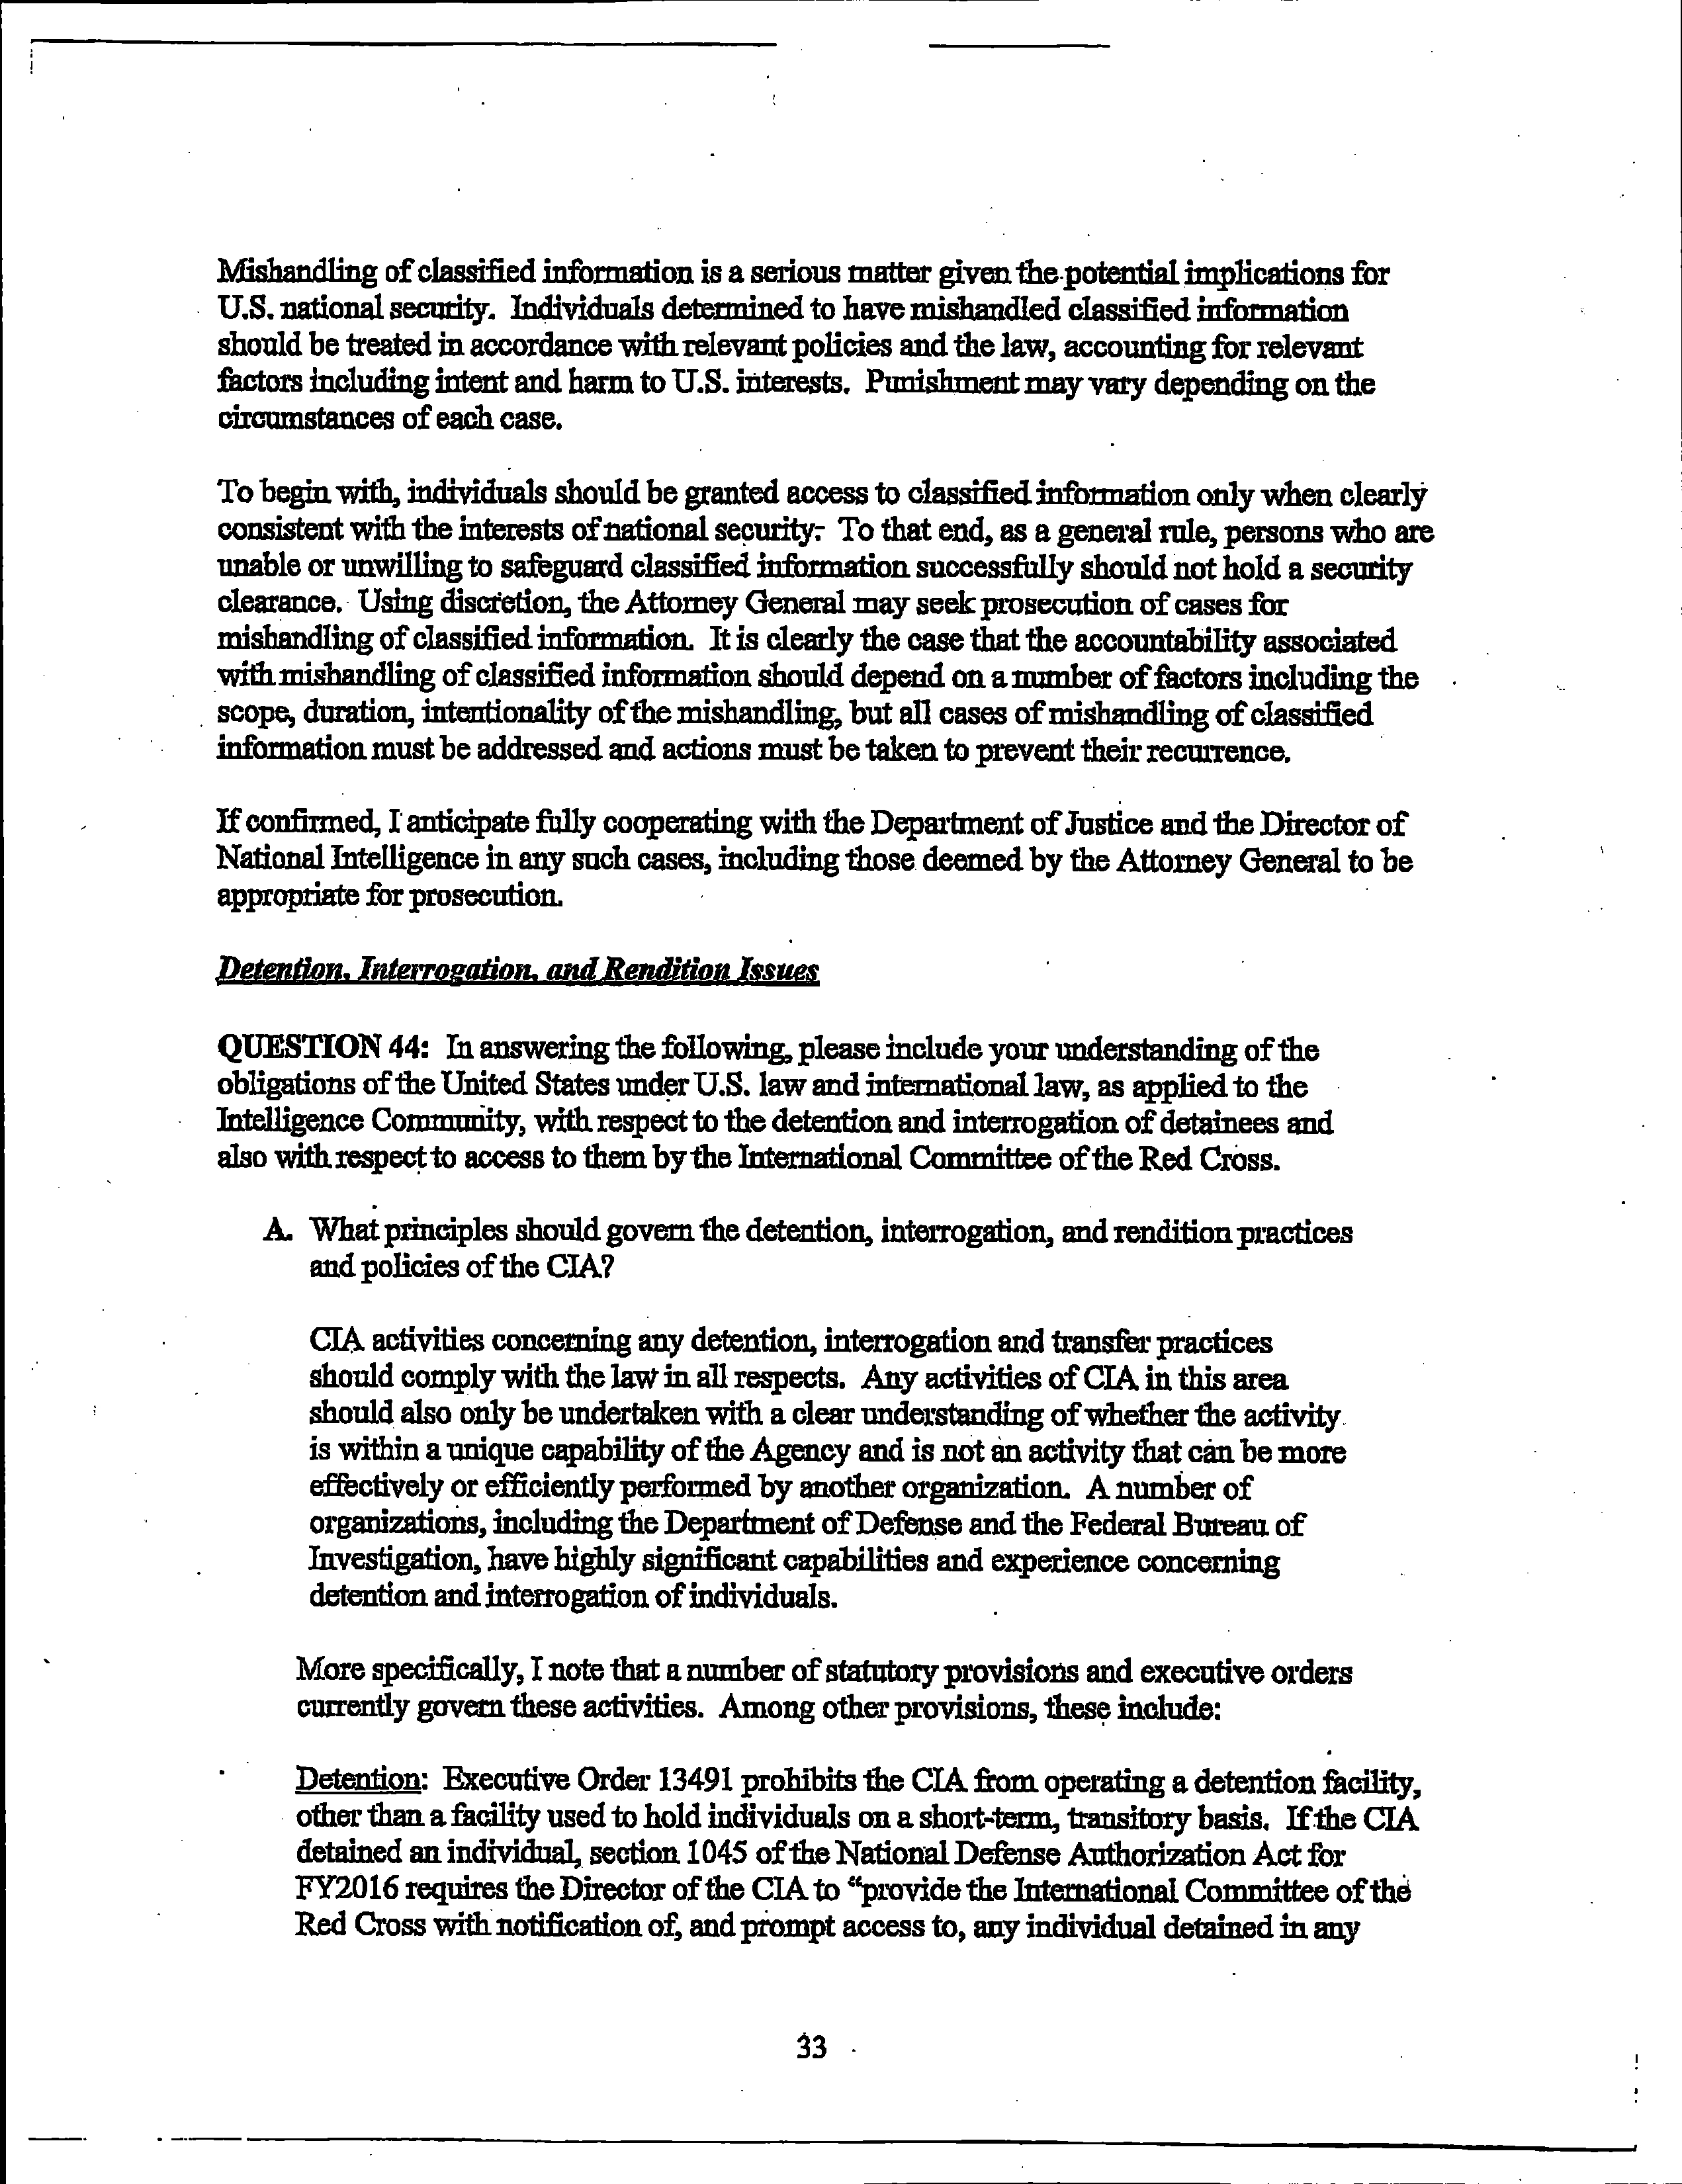 Mishandling of classified information is a serious matter given the potential implications for
U.S. national security. Individuals determined to have mishandled classified information
should be treated in accordance with relevant policies and the law, accounting for relevant
factors including intent and harm to U.S. interests. Punishment may vary depending on the
circumstances of each case.
To begin with, individuals should be granted access to classified information only when clearly
consistent with the interests of national security. To that end, as a general rule, persons who are
unable or unwilling to safeguard classified information successfully should not hold a security
clearance. Using discretion, the Attorney General may seek prosecution of cases for
mishandling of classified information. It is clearly the case that the accountability associated
with mishandling of classified information should depend on a number of factors including the
scope, duration, intentionality of the mishandling, but all cases of mishandling of classified
information must be addressed and actions must be taken to prevent their recurrence.
If confirmed, I anticipate fully cooperating with the Department of Justice and the Director of
National Intelligence in any such cases, including those deemed by the Attorney General to be
appropriate for prosecution.
Detention, Interrogation, and Rendition Issues
QUESTION 44: In answering the following, please include your understanding of the
obligations of the United States under U.S. law and international law, as applied to the
Intelligence Community, with respect to the detention and interrogation of detainees and
also with respect to access to them by the International Committee of the Red Cross.
A. What principles should govern the detention, interrogation, and rendition practices
and policies of the CIA?
CIA activities concerning any detention, interrogation and transfer practices
should comply with the law in all respects. Any activities of CIA in this area
should also only be undertaken with a clear understanding of whether the activity
is within a unique capability of the Agency and is not an activity that can be more
effectively or efficiently performed by another organization. A number of
organizations, including the Department of Defense and the Federal Bureau of
Investigation, have highly significant capabilities and experience concerning
detention and interrogation of individuals.
More specifically, I note that a number of statutory provisions and executive orders
currently govern these activities. Among other provisions, these include:
Detention: Executive Order 13491 prohibits the CIA from operating a detention facility,
other than a facility used to hold individuals on a short-term, transitory basis. If the CIA
detained an individual, section 1045 of the National Defense Authorization Act for
FY2016 requires the Director of the CIA to “provide the International Committee of the
Red Cross with notification of, and prompt access to, any individual detained in any
33